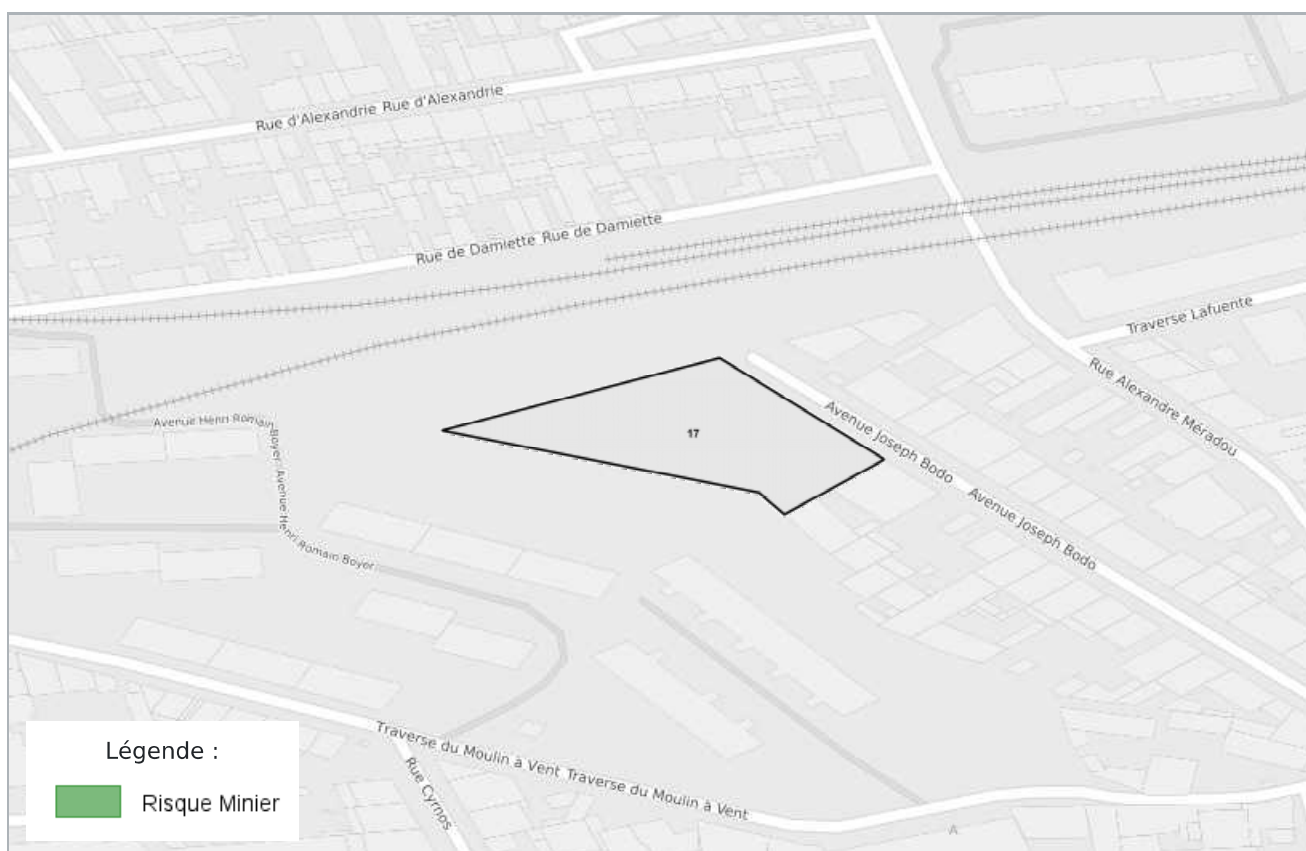 Rue d'Alexandrie Rue d'Alexandrie
Rue de Damiette Rue de Damiette
Traverse Lafuente
Rue Alexandre Méradou
17
Avenue Joseph Bodo
Avenue Joseph Bodo
Avenue Henri Romain Boyer
Avenue Henri Romain Boyer
Traverse du Moulin à Vent Traverse du Moulin à Vent
Rue Cyrnos
A
Légende :
Risque Minier